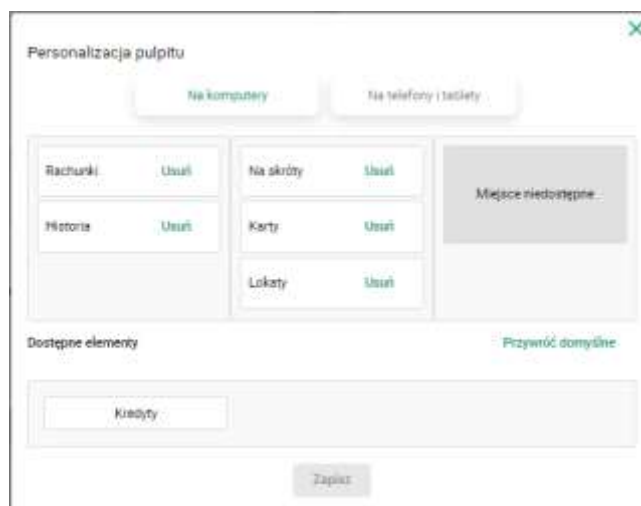 Personalizacja pulpitu
Na komputery
Na telefony i tablety
Rachunki Usuń
Historia Usuń
Na skróty Usuń
Karty Usuń
Lokaty Usuń
Miejsce niedostępne
Dostępne elementy
Przywróć domyślne
Kredyty
Zapisz